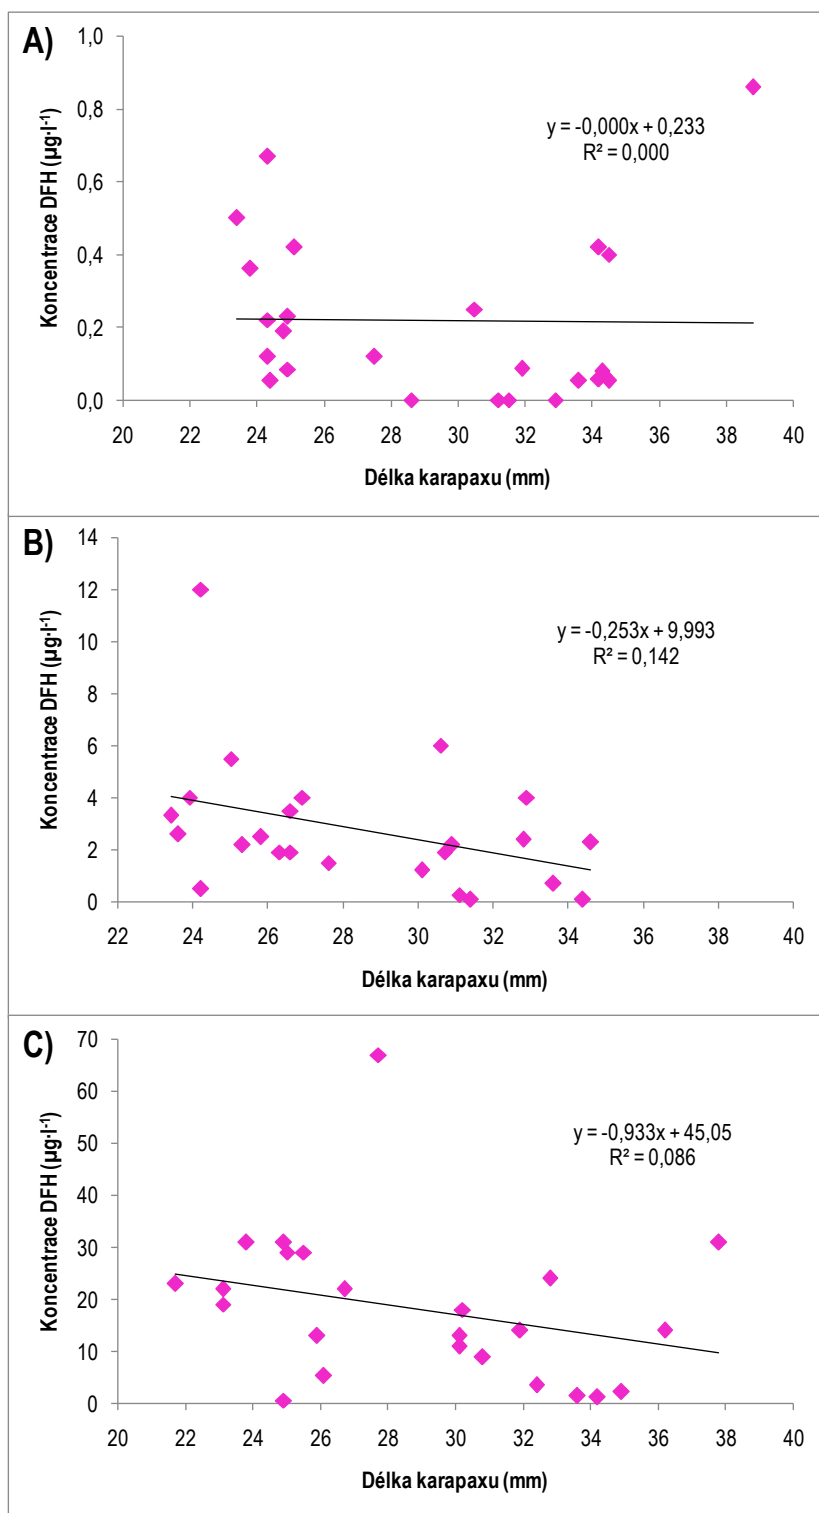 A)
Koncentrace DFH (µg·l⁻¹)
1,0
0,8
0,6
0,4
0,2
0,0
y = -0,000x + 0,233
R² = 0,000
20 22 24 26 28 30 32 34 36 38 40
Délka karapaxu (mm)
B)
Koncentrace DFH (µg·l⁻¹)
14
12
10
8
6
4
2
0
y = -0,253x + 9,993
R² = 0,142
22 24 26 28 30 32 34 36 38 40
Délka karapaxu (mm)
C)
Koncentrace DFH (µg·l⁻¹)
70
60
50
40
30
20
10
0
y = -0,933x + 45,05
R² = 0,086
20 22 24 26 28 30 32 34 36 38 40
Délka karapaxu (mm)